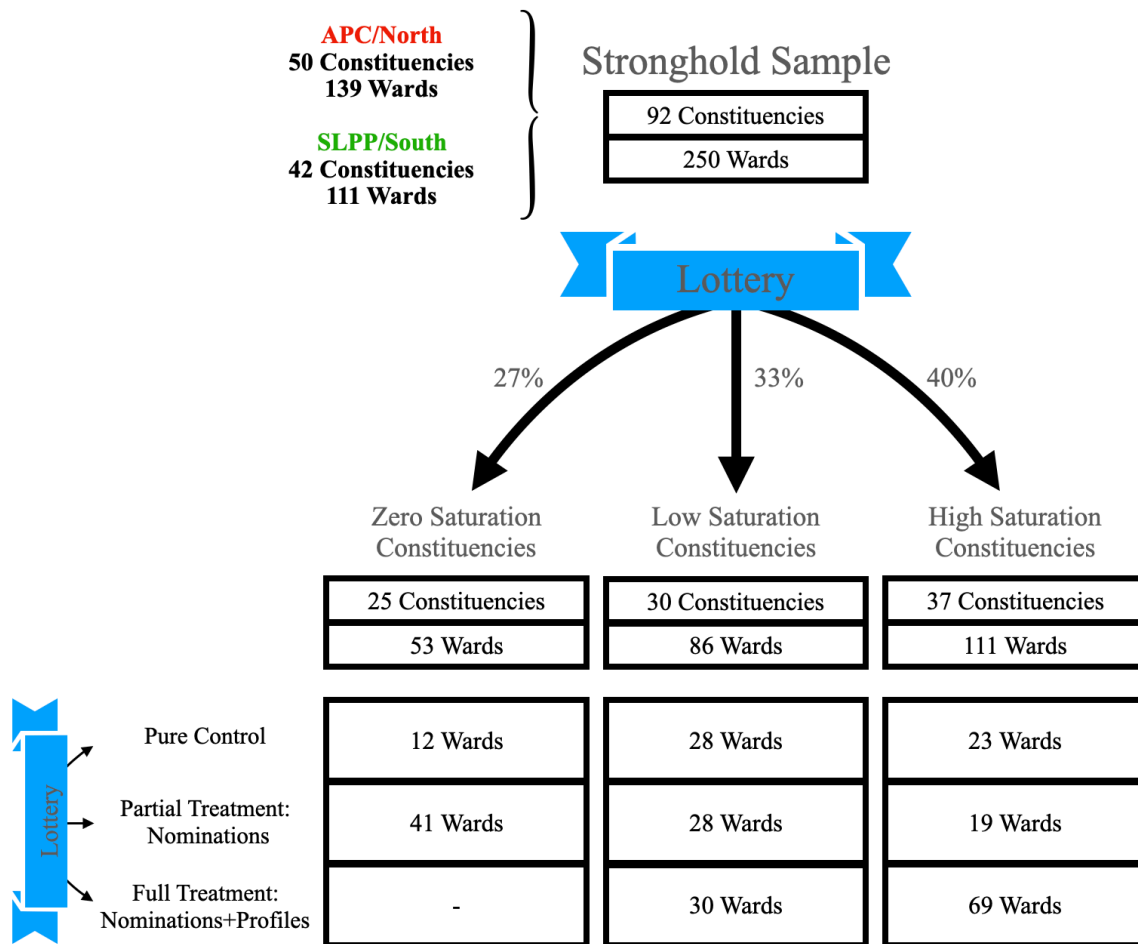 APC/North
50 Constituencies
139 Wards
SLPP/South
42 Constituencies
111 Wards
Stronghold Sample
92 Constituencies
250 Wards
Lottery
27%
33%
40%
Zero Saturation
Constituencies
Low Saturation
Constituencies
High Saturation
Constituencies
25 Constituencies
30 Constituencies
37 Constituencies
53 Wards
86 Wards
111 Wards
Lottery
Pure Control
12 Wards
28 Wards
23 Wards
Partial Treatment:
Nominations
41 Wards
28 Wards
19 Wards
Full Treatment:
Nominations+Profiles
-
30 Wards
69 Wards